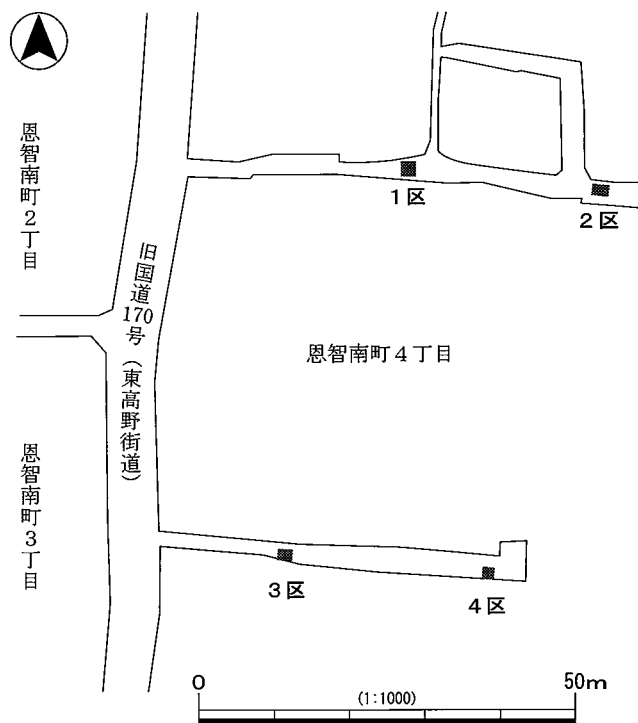 恩智南町2丁目
1区
2区
旧国道170号(東高野街道)
恩智南町4丁目
恩智南町3丁目
3区
4区
0
50m
(1:1000)